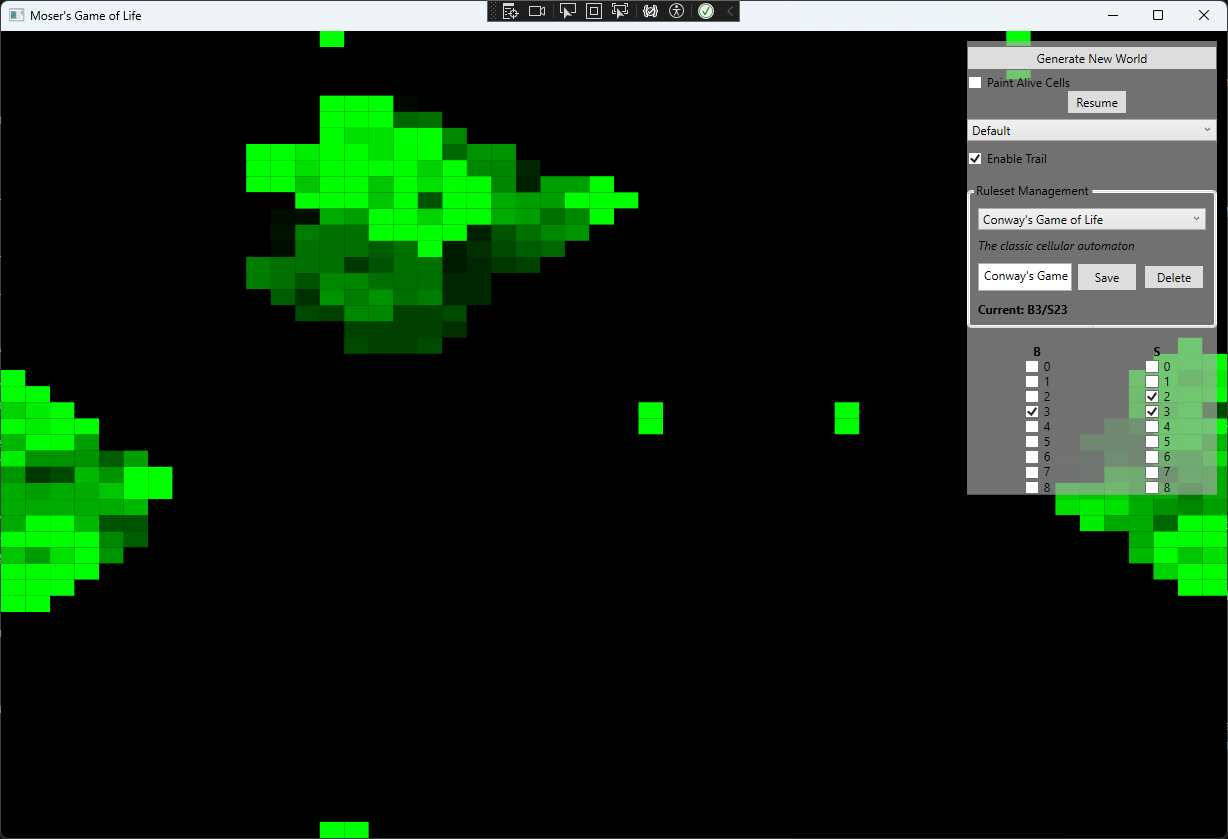 Moser's Game of Life
Generate New World
Paint Alive Cells
Resume
Default
Enable Trail
Ruleset Management
Conway's Game of Life
The classic cellular automaton
Conway's Game Save Delete
Current: B3/S23
B S
0 0
1 1
2 2
3 3
4 4
5 5
6 6
7 7
8 8